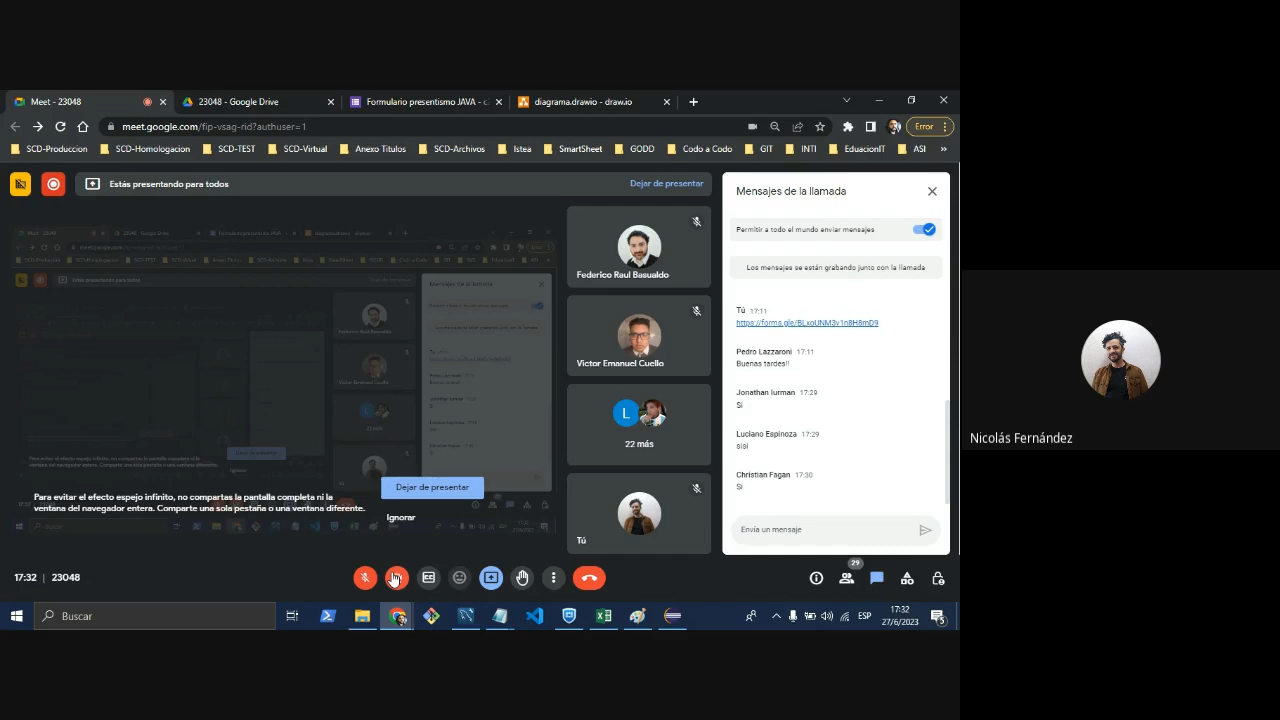 Meet - 23048
23048 - Google Drive
Formulario presentismo JAVA - c
diagrama.drawio - draw.io
meet.google.com/fip-vsag-rid?authuser=1
Error
SCD-Produccion
SCD-Homologacion
SCD-TEST
SCD-Virtual
Anexo Titulos
SCD-Archivos
Istea
SmartSheet
GODD
Codo a Codo
GIT
INTI
EduacionIT
ASI
»
Estás presentando para todos
Dejar de presentar
Federico Raul Basualdo
Victor Emanuel Cuello
L
22 más
Tú
Para evitar el efecto espejo infinito, no compartas la pantalla completa ni la
ventana del navegador entera. Comparte una sola pestaña o una ventana diferente.
Dejar de presentar
Ignorar
Mensajes de la llamada
Permitir a todo el mundo enviar mensajes
Los mensajes se están grabando junto con la llamada
Tú 17:11
Pedro Lazzaroni 17:11
Buenas tardes!!
Jonathan Iurman 17:29
Si
Luciano Espinoza 17:29
sisi
Christian Fagan 17:30
Si
Envía un mensaje
17:32 | 23048
29
Buscar
ESP
17:32
27/6/2023
5
Nicolás Fernández